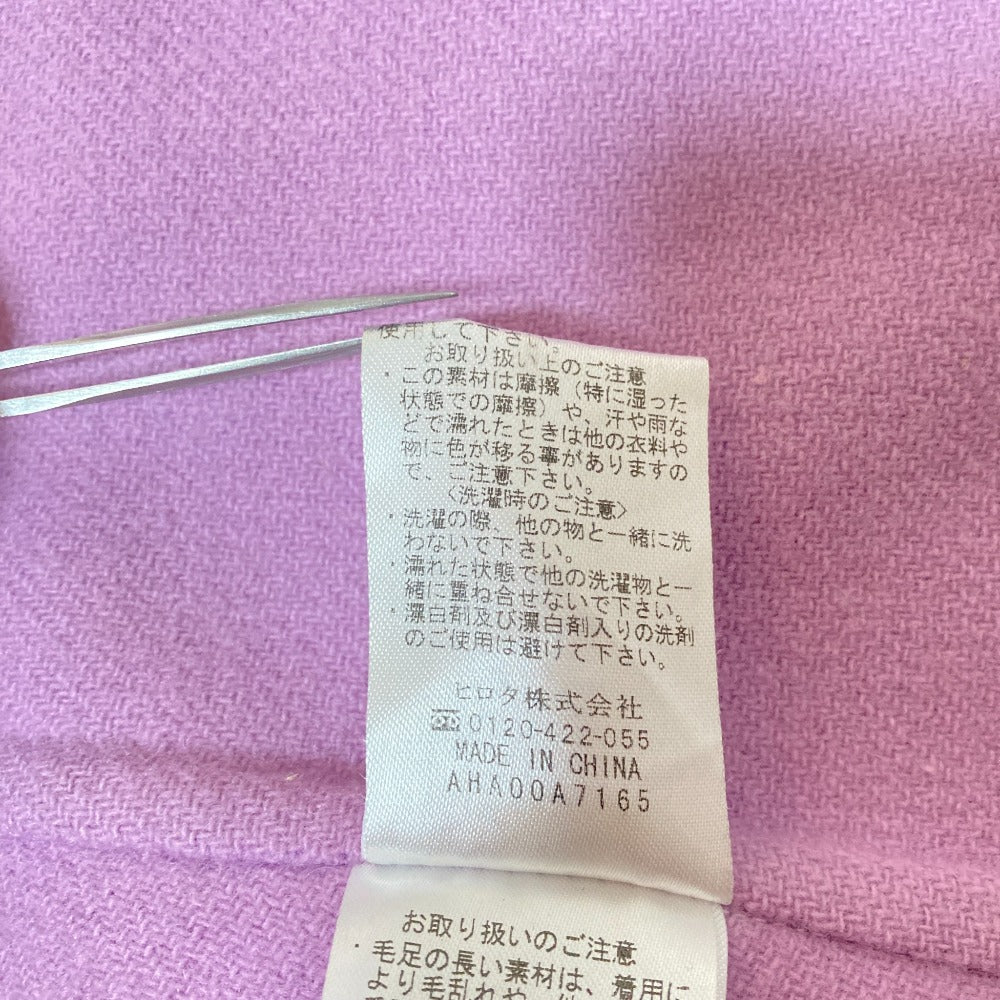 使用して下さい。
お取り扱い上のご注意
・この素材は摩擦（特に湿った
状態での摩擦）や、汗や雨な
どで濡れたときは他の衣料や
物に色が移る事がありますの
で、ご注意下さい。
〈洗濯時のご注意〉
・洗濯の際、他の物と一緒に洗
わないで下さい。
・濡れた状態で他の洗濯物と一
緒に重ね合せないで下さい。
・漂白剤及び漂白剤入りの洗剤
のご使用は避けて下さい。
ヒロタ株式会社
0120-422-055
MADE IN CHINA
AHA00A7165
お取り扱いのご注意
・毛足の長い素材は、着用に
より毛乱れや、